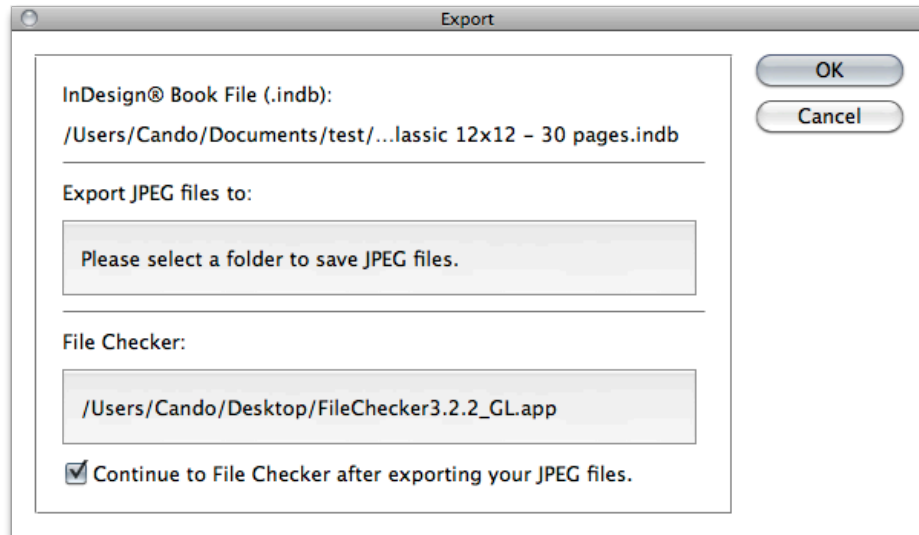 Export
InDesign® Book File (.indb):
/Users/Cando/Documents/test/...lassic 12x12 – 30 pages.indb
Export JPEG files to:
Please select a folder to save JPEG files.
File Checker:
/Users/Cando/Desktop/FileChecker3.2.2_GL.app
Continue to File Checker after exporting your JPEG files.
OK
Cancel